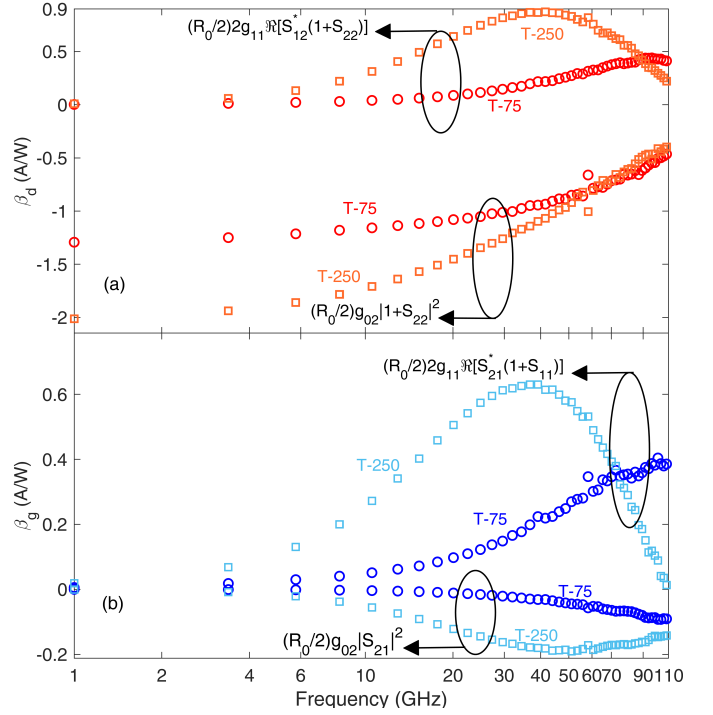 0.9
(R₀/2)2g₁₁ℜ[S*₁₂(1+S₂₂)]
T-250
0.5
T-75
0
β_d (A/W)
-0.5
T-75
-1
-1.5
T-250
(a)
(R₀/2)g₀₂|1+S₂₂|²
-2
(R₀/2)2g₁₁ℜ[S*₂₁(1+S₁₁)]
0.6
T-250
0.4
T-75
β_g (A/W)
0.2
T-75
0
(b)
T-250
(R₀/2)g₀₂|S₂₁|²
-0.2
1 2 4 6 8 10 20 30 40 50 60 70 90 110
Frequency (GHz)